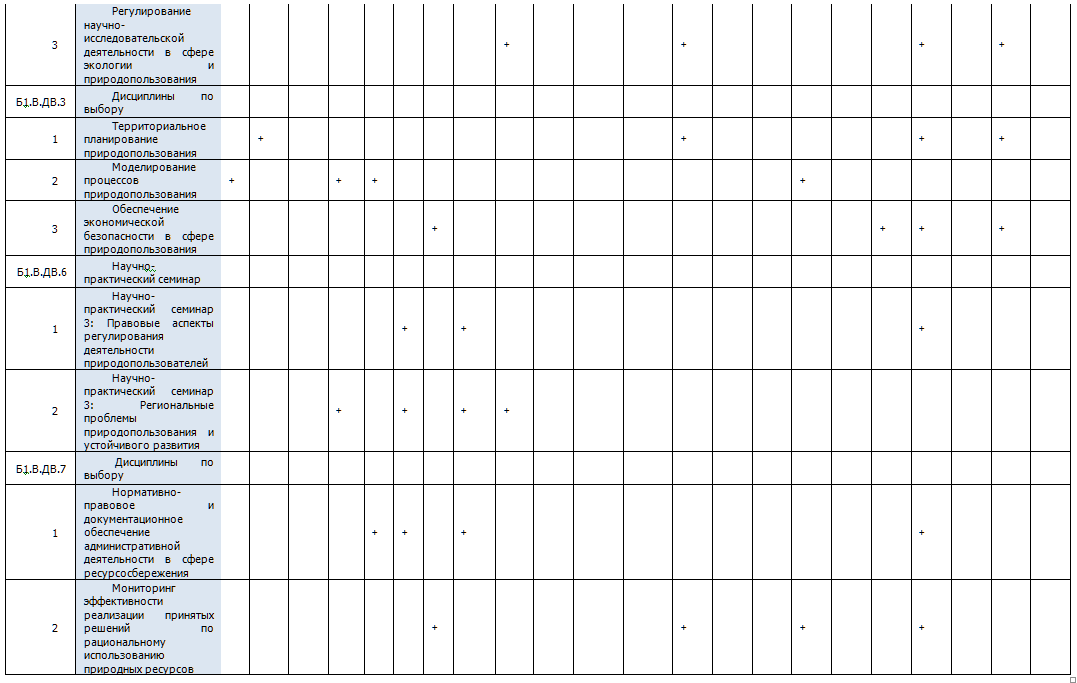 Регулирование
научно-
исследовательской
3 деятельности в сфере + + + +
экологии и
природопользования
Б1.В.ДВ.3 Дисциплины по
выбору
Территориальное
1 планирование + + + +
природопользования
Моделирование
2 процессов + + + +
природопользования
Обеспечение
экономической
3 безопасности в сфере + + + +
природопользования
Б1.В.ДВ.6 Научно-
практический семинар
Научно-
практический семинар
1 3: Правовые аспекты + + +
регулирования
деятельности
природопользователей
Научно-
практический семинар
2 3: Региональные + + + +
проблемы
природопользования и
устойчивого развития
Б1.В.ДВ.7 Дисциплины по
выбору
Нормативно-
правовое и
документационное
1 обеспечение + + + +
административной
деятельности в сфере
ресурсосбережения
Мониторинг
эффективности
реализации принятых
2 решений по + + + +
рациональному
использованию
природных ресурсов